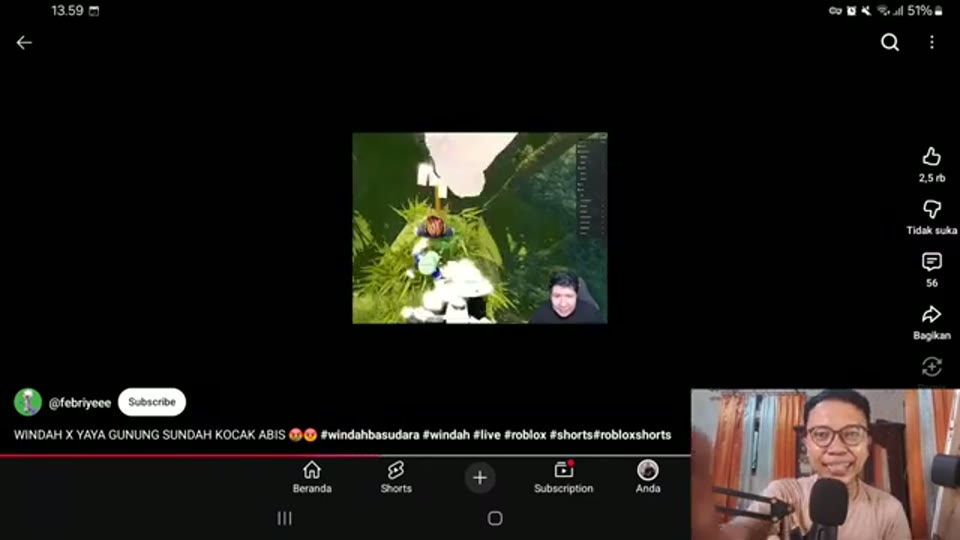 13.59
51%
2,5 rb
Tidak suka
56
Bagikan
@febriyeee
Subscribe
WINDAH X YAYA GUNUNG SUNDAH KOCAK ABIS 😡😡 #windahbasudara #windah #live #roblox #shorts#robloxshorts
Beranda
Shorts
Subscription
Anda